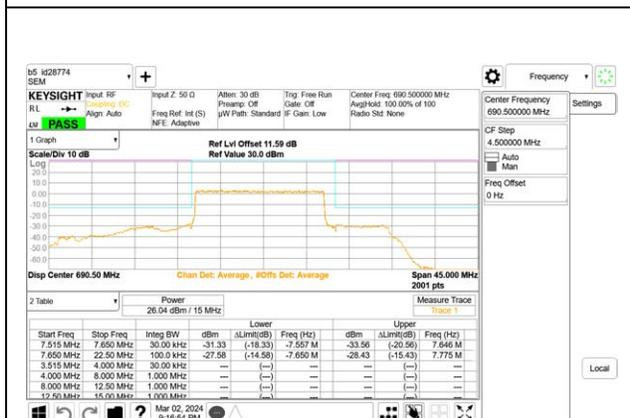 b5 id28774
SEM
Frequency
KEYSIGHT Input: RF Input Z: 50 Ω Atten: 30 dB Trig: Free Run Center Freq: 690.500000 MHz
RL Coupling: DC Preamp: Off Gate: Off Avg|Hold: 100.00% of 100
Align: Auto Freq Ref: Int (S) µW Path: Standard IF Gain: Low Radio Std: None
NFE: Adaptive
PASS
Center Frequency
690.500000 MHz
Settings
CF Step
4.500000 MHz
Auto
Man
Freq Offset
0 Hz
1 Graph
Ref Lvl Offset 11.59 dB
Scale/Div 10 dB Ref Value 30.0 dBm
Log
20.0
10.0
0.00
-10.0
-20.0
-30.0
-40.0
-50.0
-60.0
Disp Center 690.50 MHz Chan Det: Average , #Offs Det: Average Span 45.000 MHz
2001 pts
2 Table Power Measure Trace
26.04 dBm / 15 MHz Trace 1
Lower Upper
Start Freq Stop Freq Integ BW dBm ΔLimit(dB) Freq (Hz) dBm ΔLimit(dB) Freq (Hz)
7.515 MHz 7.650 MHz 30.00 kHz -31.33 (-18.33) -7.557 M -33.56 (-20.56) 7.646 M
7.650 MHz 22.50 MHz 100.0 kHz -27.58 (-14.58) -7.650 M -28.43 (-15.43) 7.775 M
3.515 MHz 4.000 MHz 30.00 kHz --- (---) --- --- (---) ---
4.000 MHz 8.000 MHz 1.000 MHz --- (---) --- --- (---) ---
8.000 MHz 12.50 MHz 1.000 MHz --- (---) --- --- (---) ---
12.50 MHz 15.00 MHz 1.000 MHz --- (---) --- --- (---) ---
Local
Mar 02, 2024